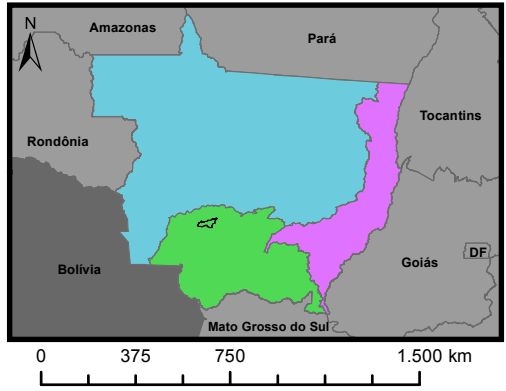 N
Amazonas
Pará
Tocantins
Rondônia
Bolívia
Goiás
DF
Mato Grosso do Sul
0 375 750 1.500 km